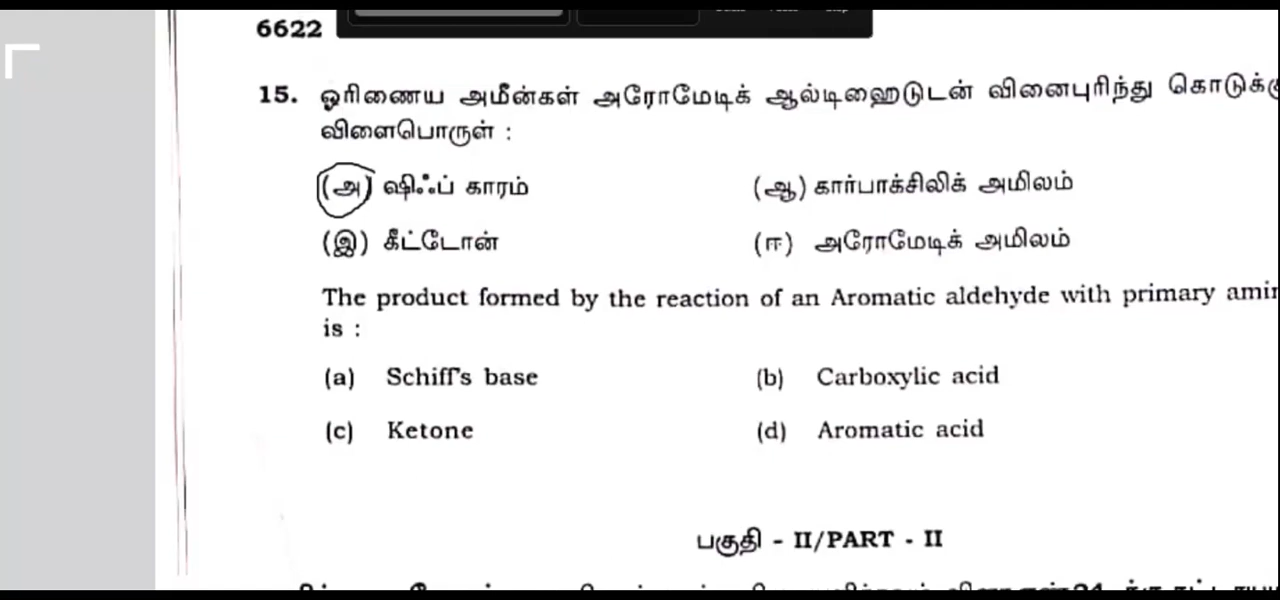 6622
15. ஓரிணைய அமீன்கள் அரோமேடிக் ஆல்டிஹைடுடன் வினைபுரிந்து
விளைபொருள் :
(அ) ஷிஃப் காரம் (ஆ) கார்பாக்சிலிக் அமிலம்
(இ) கீட்டோன் (ஈ) அரோமேடிக் அமிலம்
The product formed by the reaction of an Aromatic aldehyde with primary
is :
(a) Schiff's base (b) Carboxylic acid
(c) Ketone (d) Aromatic acid
பகுதி - II/PART - II